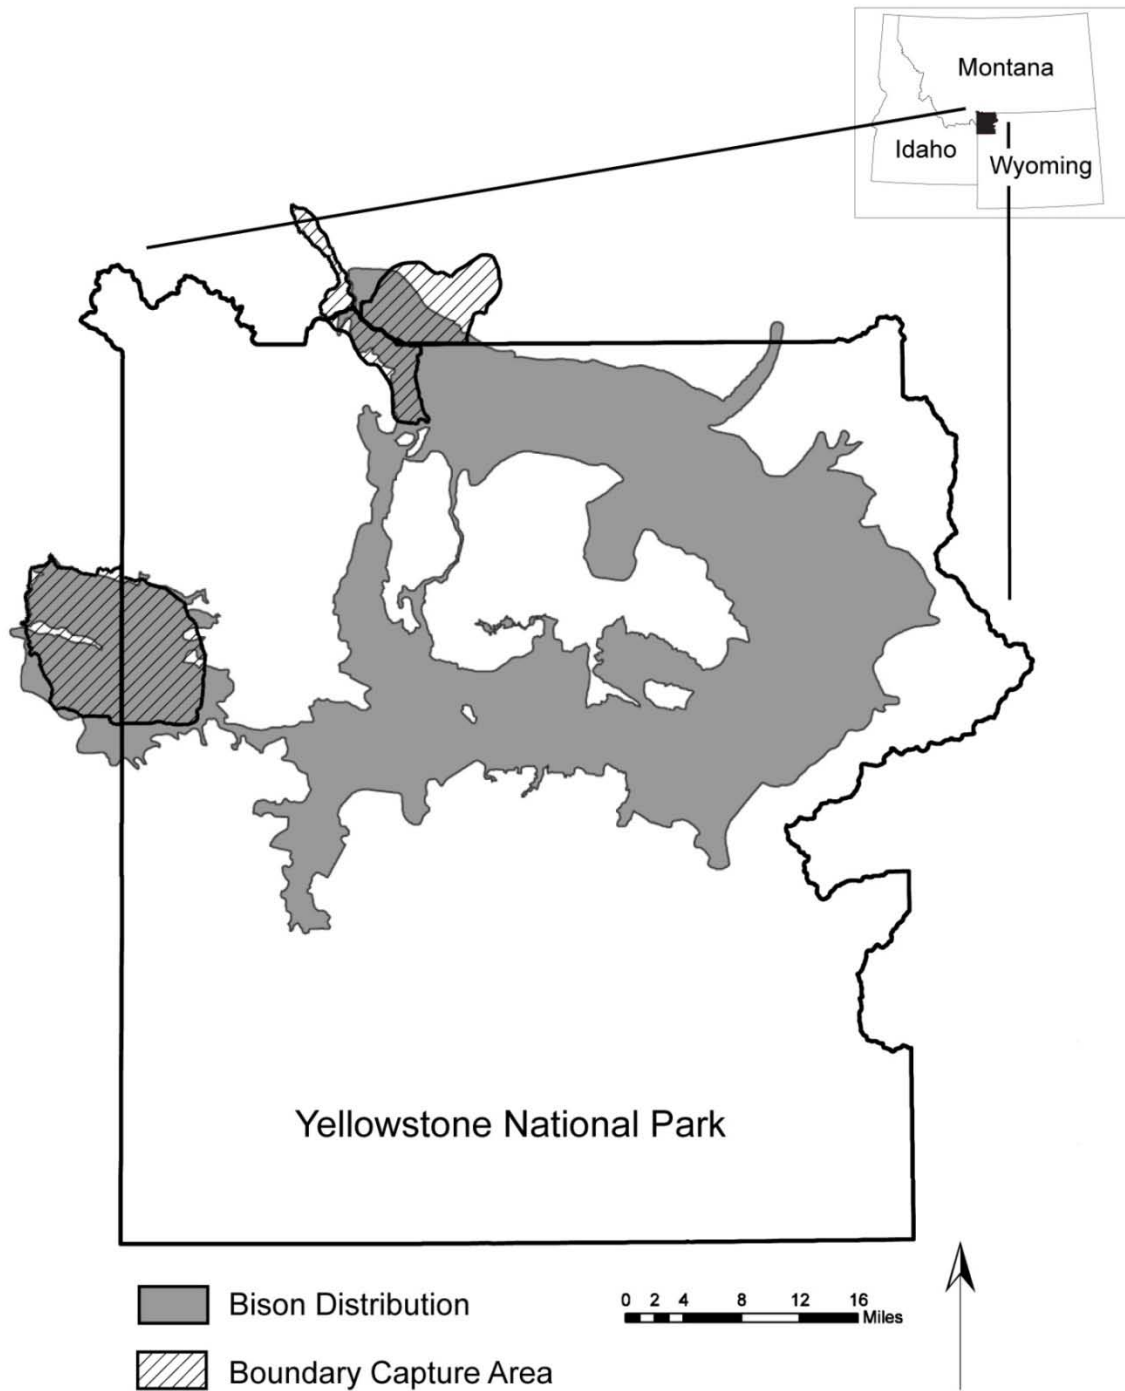 Montana
Idaho
Wyoming
Yellowstone National Park
Bison Distribution
Boundary Capture Area
0 2 4 8 12 16
Miles